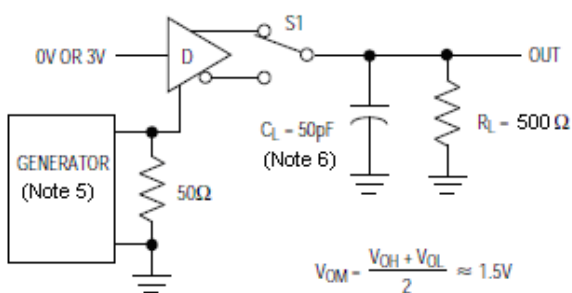 S1
0V OR 3V
D
OUT
GENERATOR
(Note 5)
50Ω
CL = 50pF
(Note 6)
RL = 500 Ω
VOM = VOH + VOL
2
≈ 1.5V